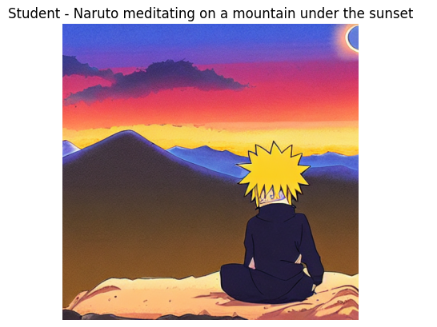 Student - Naruto meditating on a mountain under the sunset